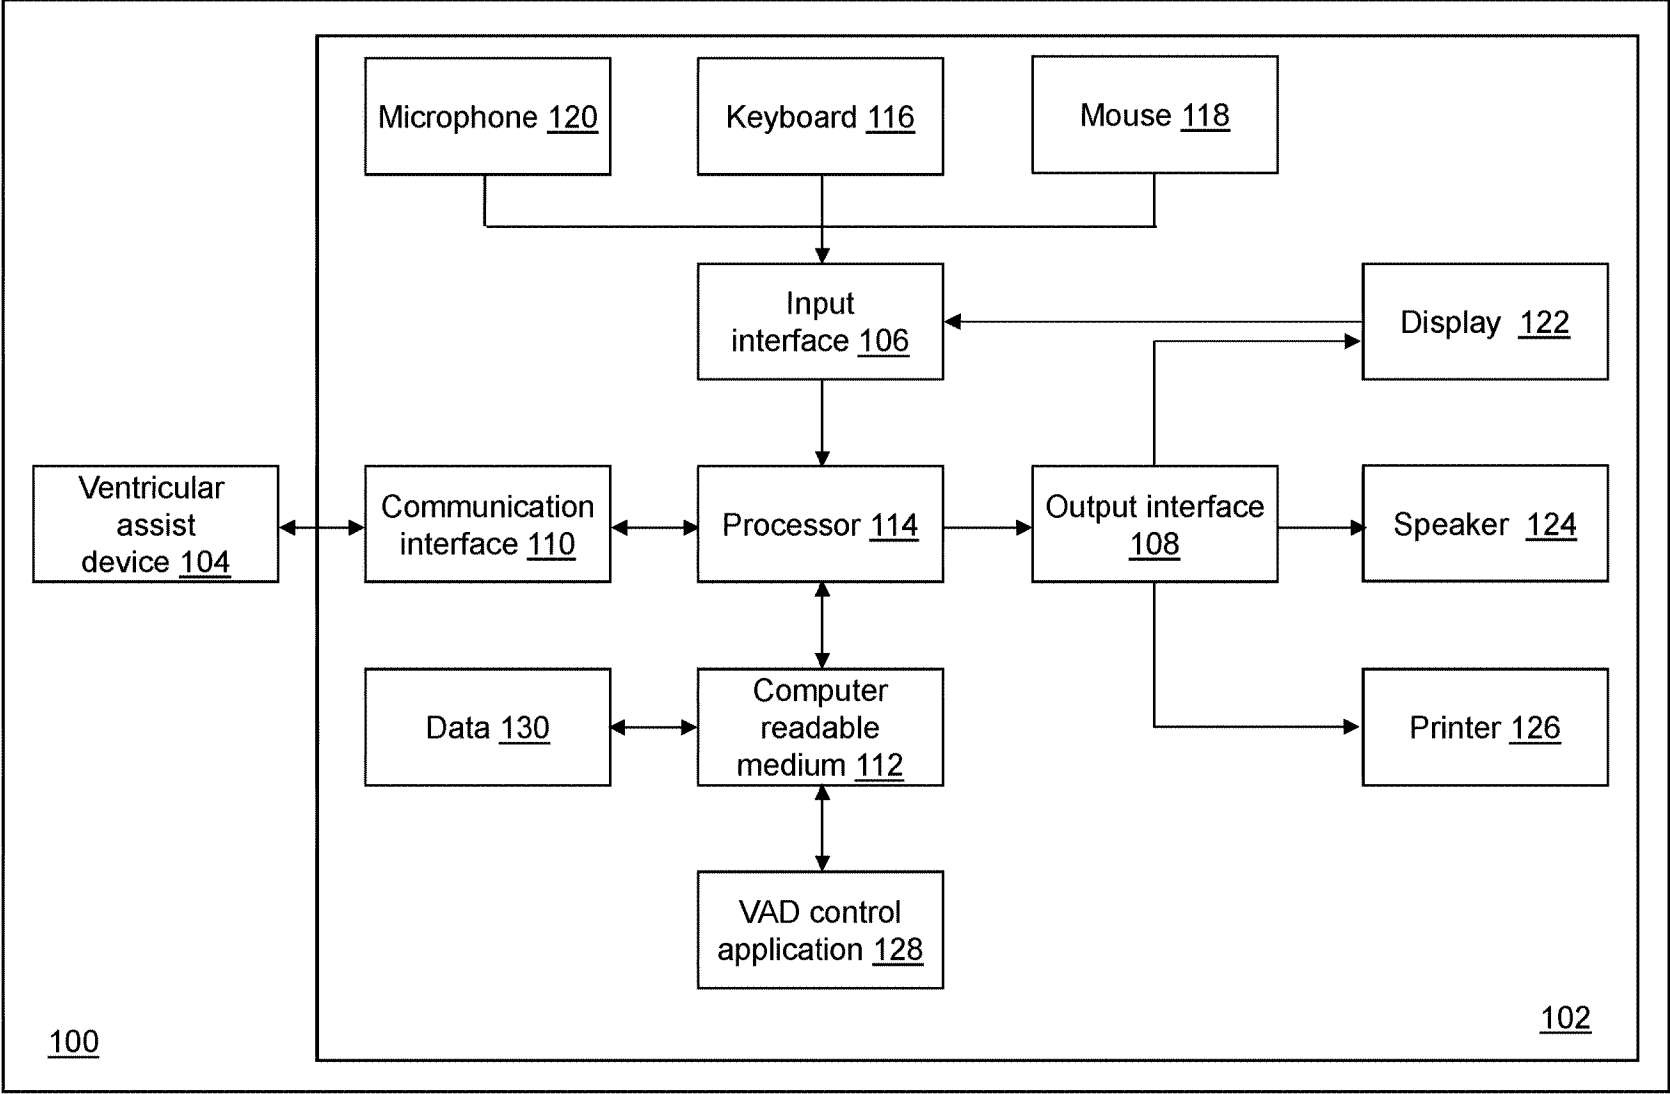 Microphone 120
Keyboard 116
Mouse 118
Input
interface 106
Display 122
Ventricular
assist
device 104
Communication
interface 110
Processor 114
Output interface
108
Speaker 124
Data 130
Computer
readable
medium 112
Printer 126
VAD control
application 128
100
102